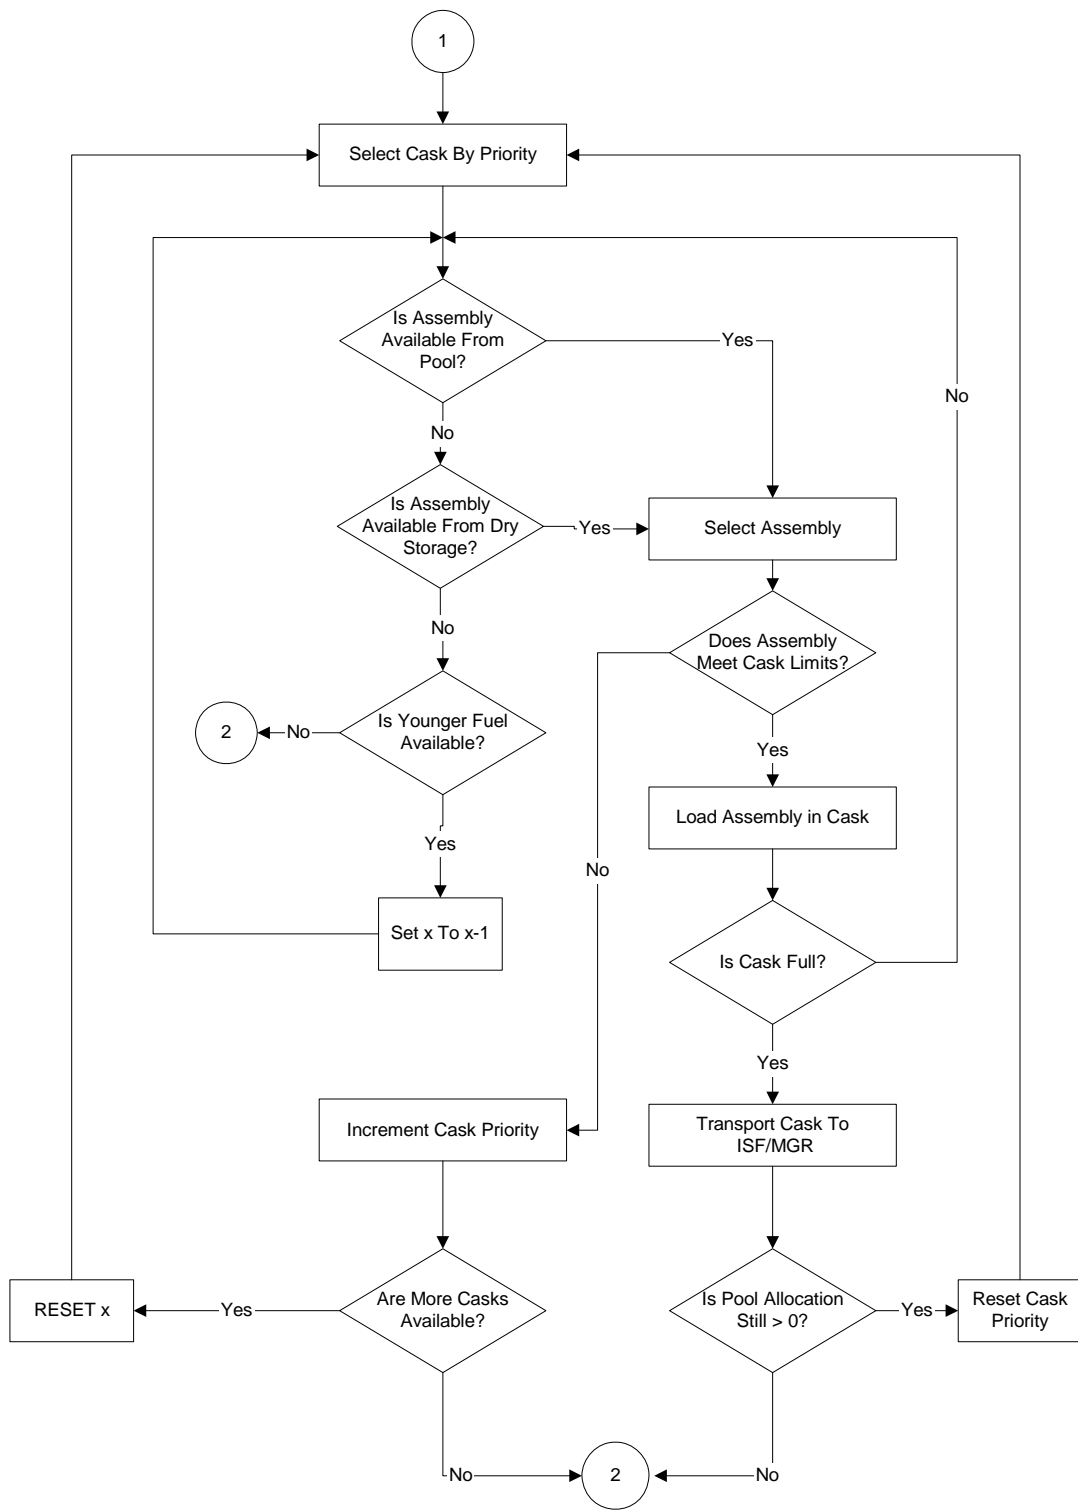 1
Select Cask By Priority
Is Assembly
Available From
Pool?
Yes
No
No
Is Assembly
Available From Dry
Storage?
Yes
Select Assembly
No
Does Assembly
Meet Cask Limits?
2
No
Is Younger Fuel
Available?
Yes
Load Assembly in Cask
Yes
No
Set x To x-1
Is Cask Full?
Yes
Increment Cask Priority
Transport Cask To
ISF/MGR
RESET x
Yes
Are More Casks
Available?
Is Pool Allocation
Still > 0?
Yes
Reset Cask
Priority
No
2
No